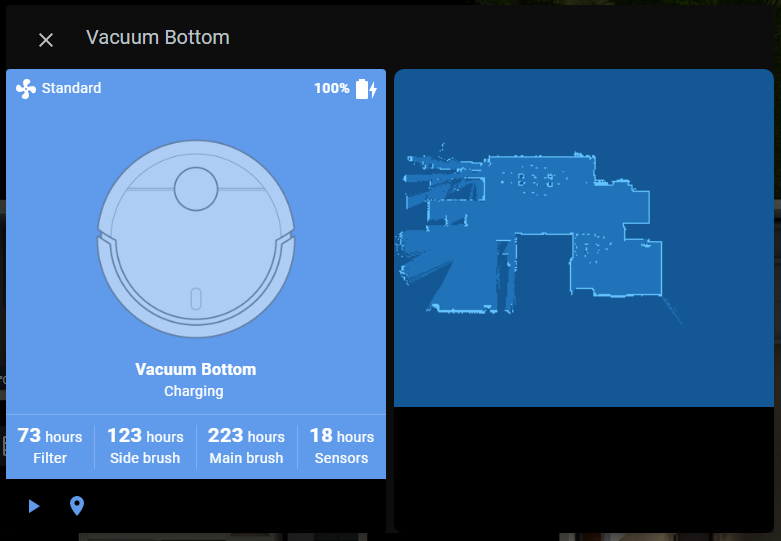 Vacuum Bottom
Standard
100%
Vacuum Bottom
Charging
73 hours 123 hours 223 hours 18 hours
Filter Side brush Main brush Sensors